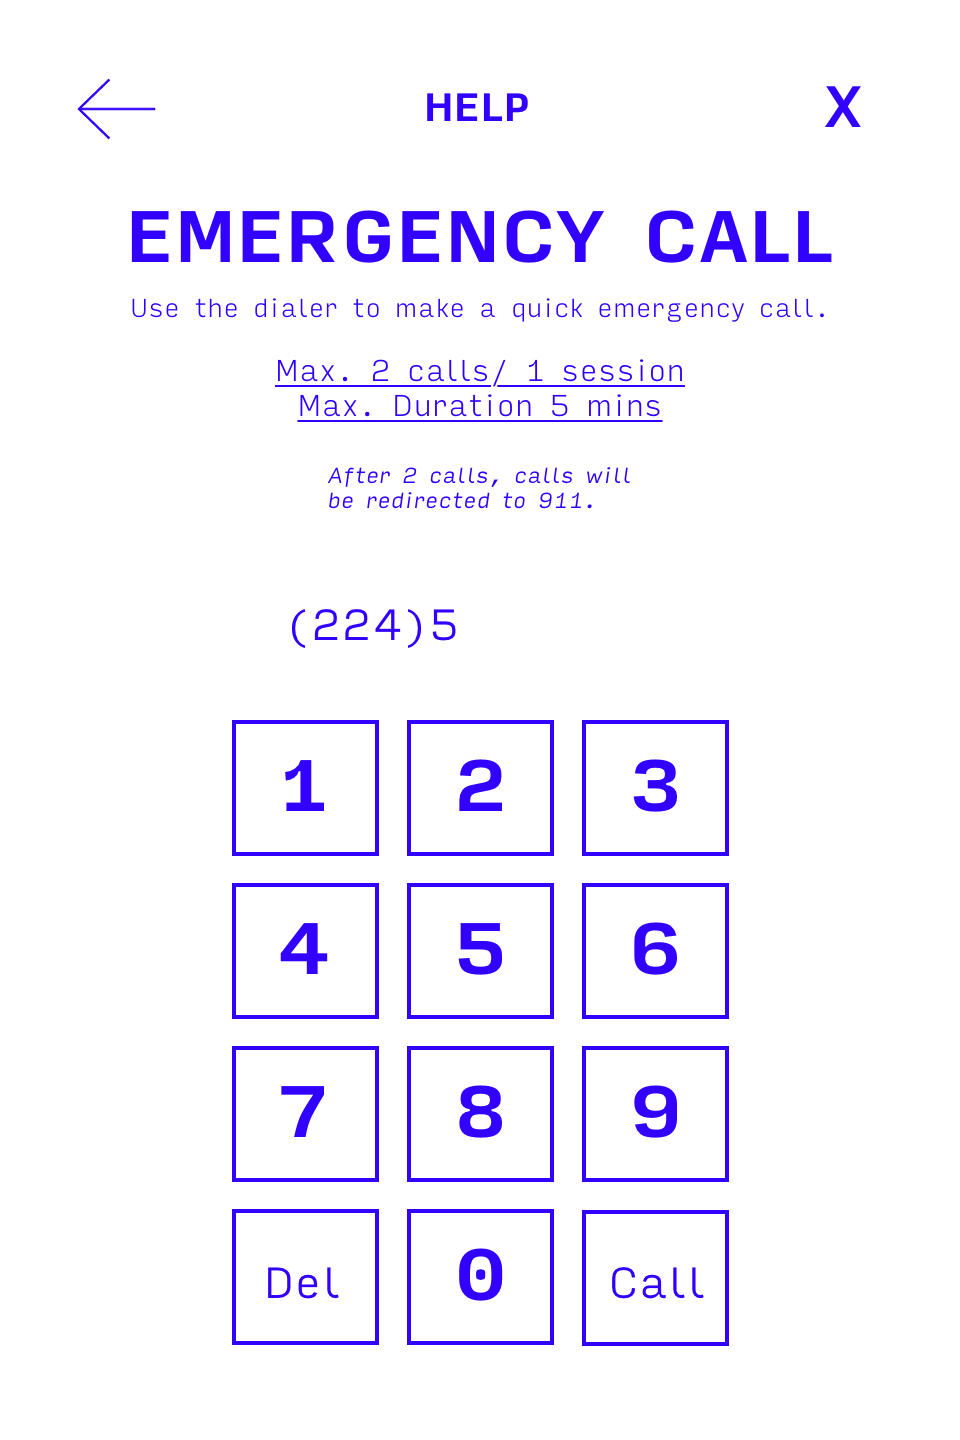 HELP
X
EMERGENCY CALL
Use the dialer to make a quick emergency call.
Max. 2 calls/ 1 session
Max. Duration 5 mins
After 2 calls, calls will
be redirected to 911.
(224)5
1 2 3
4 5 6
7 8 9
Del 0 Call